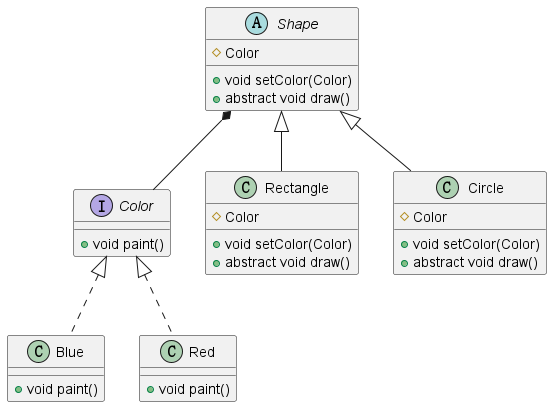 A Shape
Color
void setColor(Color)
abstract void draw()
I Color
void paint()
C Rectangle
Color
void setColor(Color)
abstract void draw()
C Circle
Color
void setColor(Color)
abstract void draw()
C Blue
void paint()
C Red
void paint()